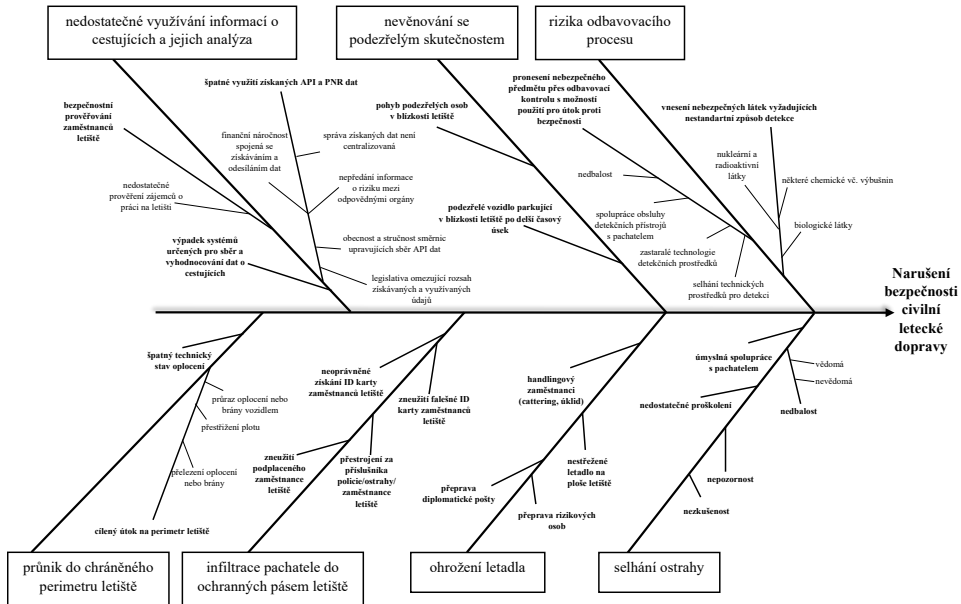 nedostatečné využívání informací o
cestujících a jejich analýza
nevěnování se
podezřelým skutečnostem
rizika odbavovacího
procesu
špatné využití získaných API a PNR dat
bezpečnostní
prověřování
zaměstnanců
letiště
finanční náročnost
spojená se
získáváním a
odesíláním dat
správa získaných dat není
centralizovaná
nepředání informace
o riziku mezi
odpovědnými orgány
nedostatečné
prověření zájemců o
práci na letišti
obecnost a stručnost směrnic
upravujících sběr API dat
výpadek systémů
určených pro sběr a
vyhodnocování dat o
cestujících
legislativa omezující rozsah
získávaných a využívaných
údajů
pohyb podezřelých osob
v blízkosti letiště
podezřelé vozidlo parkující
v blízkosti letiště po delší časový
úsek
pronesení nebezpečného
předmětu přes odbavovací
kontrolu s možností
použití pro útok proti
bezpečnosti
nedbalost
spolupráce obsluhy
detekčních přístrojů
s pachatelem
zastaralé technologie
detekčních prostředků
selhání technických
prostředků pro detekci
vnesení nebezpečných látek vyžadujících
nestandartní způsob detekce
nukleární a
radioaktivní
látky
některé chemické vč. výbušnin
biologické látky
Narušení
bezpečnosti
civilní
letecké
dopravy
špatný technický
stav oplocení
průraz oplocení nebo
brány vozidlem
přestřižení plotu
přelezení oplocení
nebo brány
cílený útok na perimetr letiště
neoprávněné
získání ID karty
zaměstnanců letiště
zneužití falešné ID
karty zaměstnanců
letiště
zneužití
podplaceného
zaměstnance
letiště
přestrojení za
příslušníka
policie/ostrahy/
zaměstnance
letiště
handlingový
zaměstnanci
(cattering, úklid)
nestřežené
letadlo na
ploše letiště
přeprava
diplomatické pošty
přeprava rizikových
osob
úmyslná spolupráce
s pachatelem
vědomá
nevědomá
nedbalost
nedostatečné proškolení
nepozornost
nezkušenost
průnik do chráněného
perimetru letiště
infiltrace pachatele do
ochranných pásem letiště
ohrožení letadla
selhání ostrahy